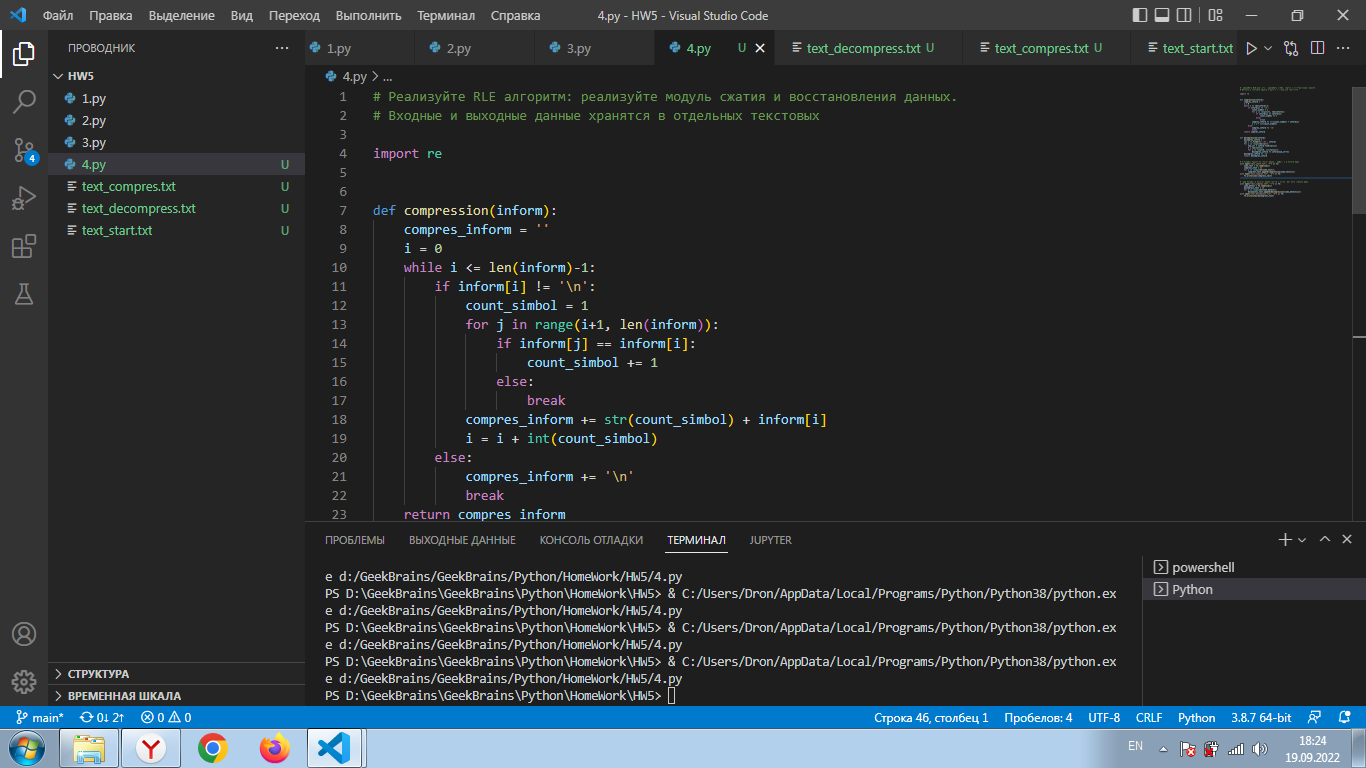 Файл Правка Выделение Вид Переход Выполнить Терминал Справка 4.py - HW5 - Visual Studio Code
ПРОВОДНИК
1.py 2.py 3.py 4.py U text_decompress.txt U text_compres.txt U text_start.txt
HW5
1.py
2.py
3.py
4.py U
text_compres.txt U
text_decompress.txt U
text_start.txt U
4
СТРУКТУРА
ВРЕМЕННАЯ ШКАЛА
4.py > ...
1 # Реализуйте RLE алгоритм: реализуйте модуль сжатия и восстановления данных.
2 # Входные и выходные данные хранятся в отдельных текстовых
3
4 import re
5
6
7 def compression(inform):
8 compres_inform = ''
9 i = 0
10 while i <= len(inform)-1:
11 if inform[i] != '\n':
12 count_simbol = 1
13 for j in range(i+1, len(inform)):
14 if inform[j] == inform[i]:
15 count_simbol += 1
16 else:
17 break
18 compres_inform += str(count_simbol) + inform[i]
19 i = i + int(count_simbol)
20 else:
21 compres_inform += '\n'
22 break
23 return compres_inform
ПРОБЛЕМЫ ВЫХОДНЫЕ ДАННЫЕ КОНСОЛЬ ОТЛАДКИ ТЕРМИНАЛ JUPYTER
e d:/GeekBrains/GeekBrains/Python/HomeWork/HW5/4.py
PS D:\GeekBrains\GeekBrains\Python\HomeWork\HW5> & C:/Users/Dron/AppData/Local/Programs/Python/Python38/python.ex
e d:/GeekBrains/GeekBrains/Python/HomeWork/HW5/4.py
PS D:\GeekBrains\GeekBrains\Python\HomeWork\HW5> & C:/Users/Dron/AppData/Local/Programs/Python/Python38/python.ex
e d:/GeekBrains/GeekBrains/Python/HomeWork/HW5/4.py
PS D:\GeekBrains\GeekBrains\Python\HomeWork\HW5> & C:/Users/Dron/AppData/Local/Programs/Python/Python38/python.ex
e d:/GeekBrains/GeekBrains/Python/HomeWork/HW5/4.py
PS D:\GeekBrains\GeekBrains\Python\HomeWork\HW5>
powershell
Python
main* 0↓ 2↑ 0 0 Строка 46, столбец 1 Пробелов: 4 UTF-8 CRLF Python 3.8.7 64-bit
EN 18:24
19.09.2022